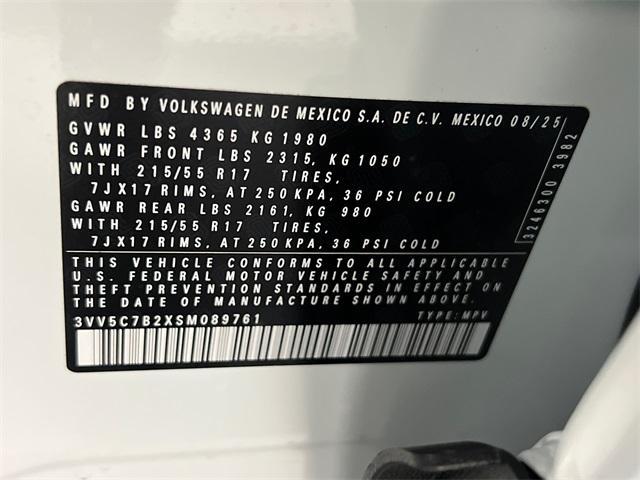 MFD BY VOLKSWAGEN DE MEXICO S.A. DE C.V. MEXICO 08/25
GVWR LBS 4365 KG 1980
GAWR FRONT LBS 2315, KG 1050
WITH 215/55 R17 TIRES,
7JX17 RIMS, AT 250 KPA, 36 PSI COLD
GAWR REAR LBS 2161, KG 980
WITH 215/55 R17 TIRES,
7JX17 RIMS, AT 250 KPA, 36 PSI COLD
THIS VEHICLE CONFORMS TO ALL APPLICABLE
U.S. FEDERAL MOTOR VEHICLE SAFETY AND
THEFT PREVENTION STANDARDS IN EFFECT ON
THE DATE OF MANUFACTURE SHOWN ABOVE.
3VV5C7B2XSM089761 TYPE: MPV
3246300 3982